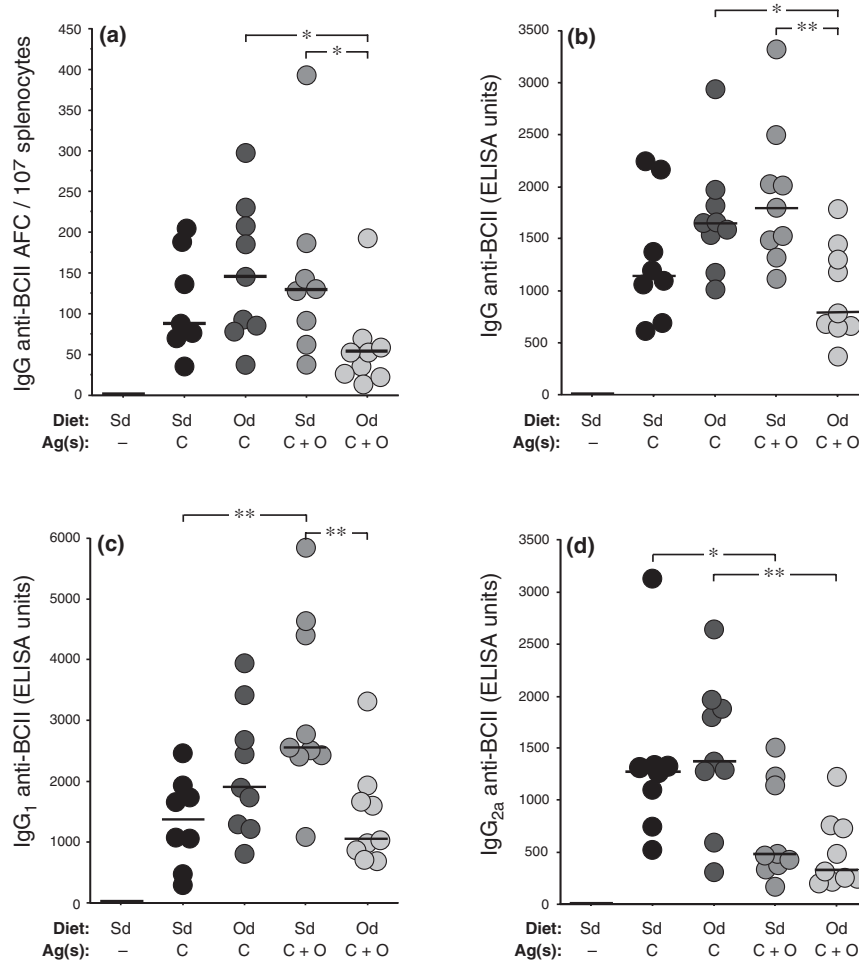 (a)
IgG anti-BCII AFC / 10⁷ splenocytes
450
400
350
300
250
200
150
100
50
0
*
*
Diet: Sd Sd Od Sd Od
Ag(s): – C C C + O C + O
(b)
IgG anti-BCII (ELISA units)
3500
3000
2500
2000
1500
1000
500
0
*
**
Sd Sd Od Sd Od
– C C C + O C + O
(c)
IgG₁ anti-BCII (ELISA units)
6000
5000
4000
3000
2000
1000
0
**
**
Diet: Sd Sd Od Sd Od
Ag(s): – C C C + O C + O
(d)
IgG₂ₐ anti-BCII (ELISA units)
3500
3000
2500
2000
1500
1000
500
0
*
**
Sd Sd Od Sd Od
– C C C + O C + O